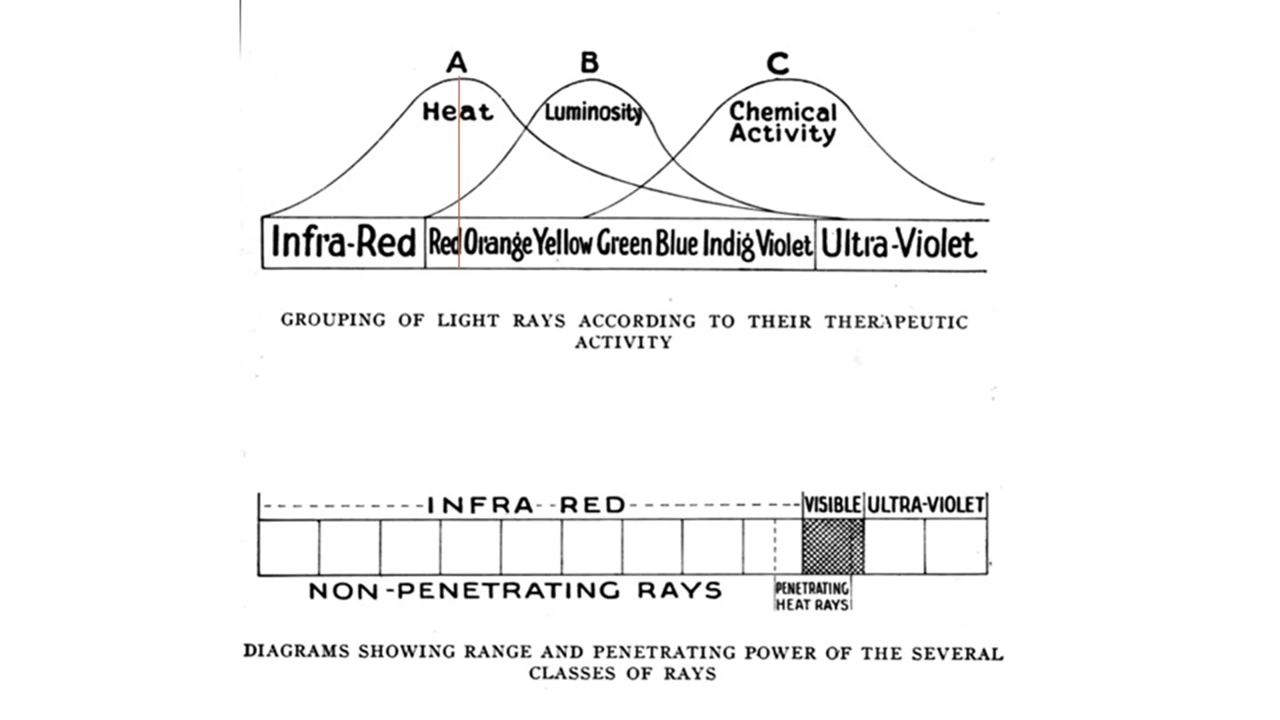 A B C
Heat Luminosity Chemical
Activity
Infra-Red Red Orange Yellow Green Blue Indig Violet Ultra-Violet
GROUPING OF LIGHT RAYS ACCORDING TO THEIR THERAPEUTIC
ACTIVITY
INFRA-RED VISIBLE ULTRA-VIOLET
NON-PENETRATING RAYS PENETRATING
HEAT RAYS
DIAGRAMS SHOWING RANGE AND PENETRATING POWER OF THE SEVERAL
CLASSES OF RAYS